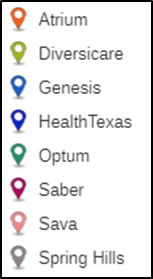 Atrium
Diversicare
Genesis
HealthTexas
Optum
Saber
Sava
Spring Hills